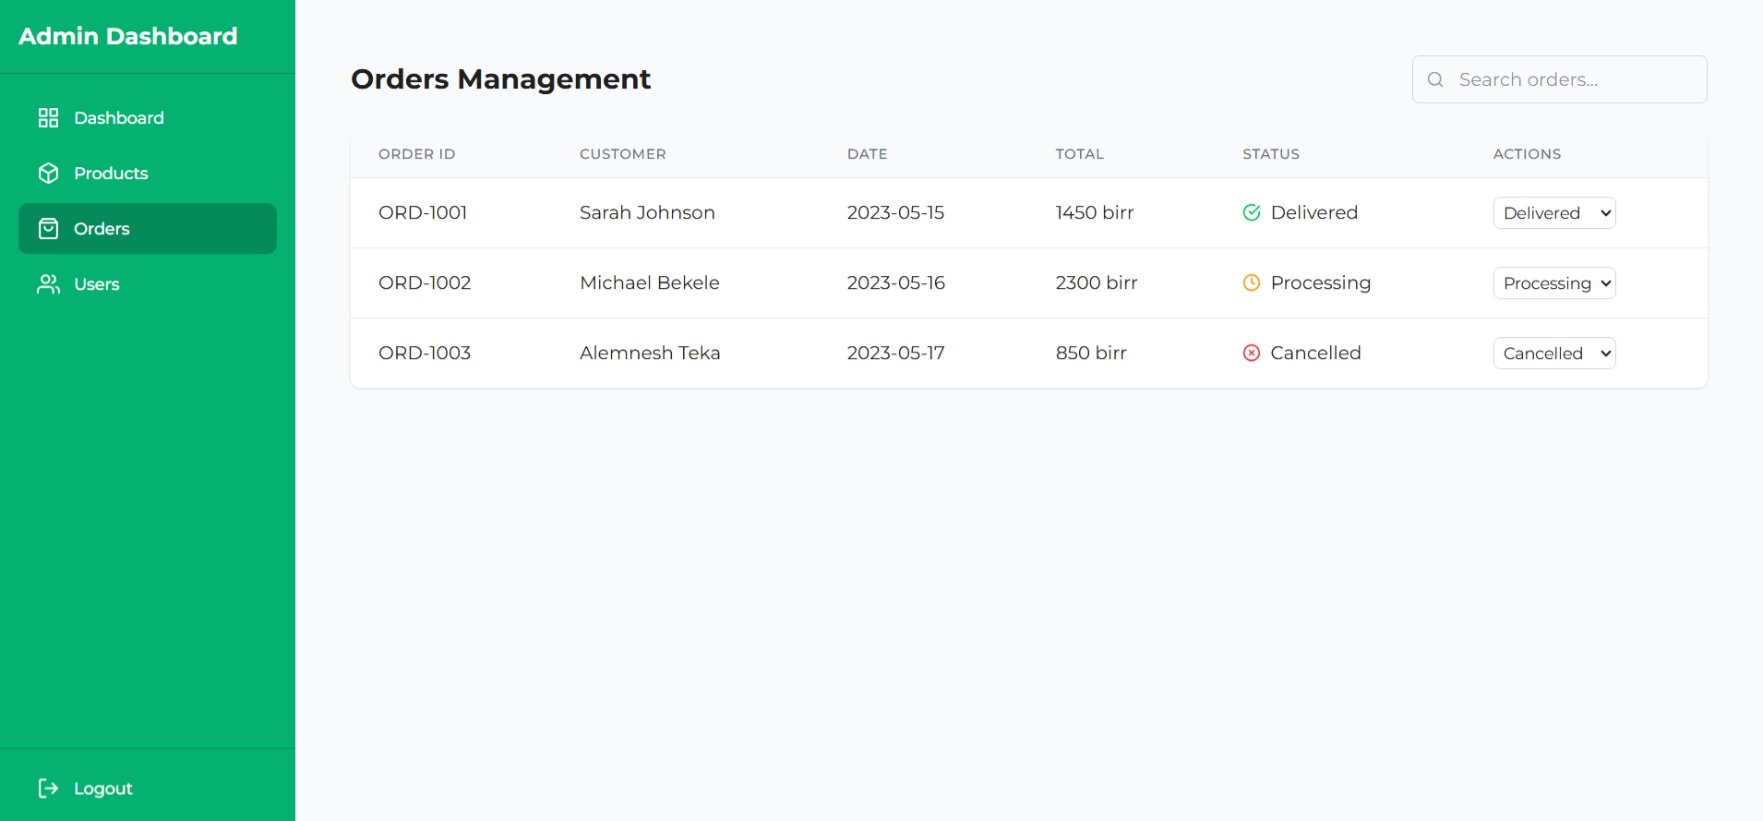 Admin Dashboard
Dashboard
Products
Orders
Users
Logout
Orders Management
Search orders...
ORDER ID CUSTOMER DATE TOTAL STATUS ACTIONS
ORD-1001 Sarah Johnson 2023-05-15 1450 birr Delivered Delivered
ORD-1002 Michael Bekele 2023-05-16 2300 birr Processing Processing
ORD-1003 Alemnesh Teka 2023-05-17 850 birr Cancelled Cancelled